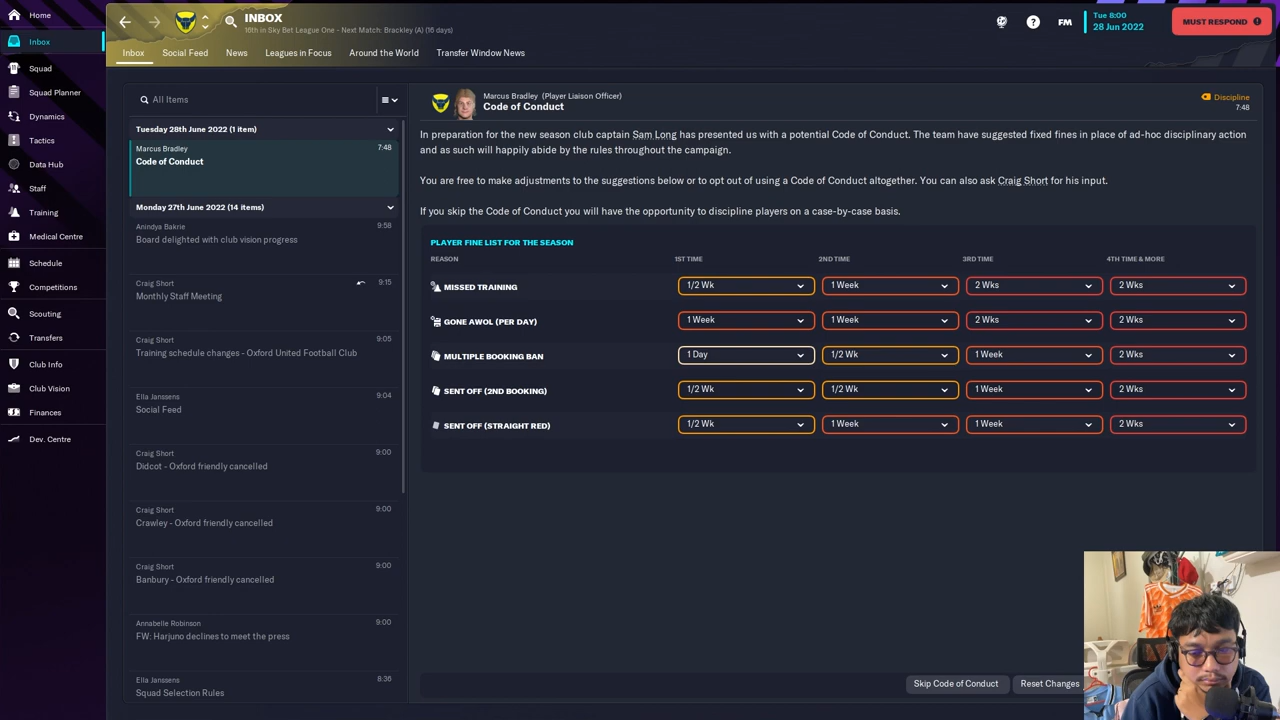 INBOX
16th in Sky Bet League One - Next Match: Brackley (A) (16 days)
FM
Tue 8:00
28 Jun 2022
MUST RESPOND
Inbox
Social Feed
News
Leagues in Focus
Around the World
Transfer Window News
Home
Inbox
Squad
Squad Planner
Dynamics
Tactics
Data Hub
Staff
Training
Medical Centre
Schedule
Competitions
Scouting
Transfers
Club Info
Club Vision
Finances
Dev. Centre
All Items
Tuesday 28th June 2022 (1 item)
Marcus Bradley 7:48
Code of Conduct
Monday 27th June 2022 (14 items)
Anindya Bakrie 9:58
Board delighted with club vision progress
Craig Short 9:15
Monthly Staff Meeting
Craig Short 9:05
Training schedule changes - Oxford United Football Club
Ella Janssens 9:04
Social Feed
Craig Short 9:00
Didcot - Oxford friendly cancelled
Craig Short 9:00
Crawley - Oxford friendly cancelled
Craig Short 9:00
Banbury - Oxford friendly cancelled
Annabelle Robinson 9:00
FW: Harjuno declines to meet the press
Ella Janssens 8:36
Squad Selection Rules
Marcus Bradley (Player Liaison Officer)
Code of Conduct
Discipline
7:48
In preparation for the new season club captain Sam Long has presented us with a potential Code of Conduct. The team have suggested fixed fines in place of ad-hoc disciplinary action
and as such will happily abide by the rules throughout the campaign.
You are free to make adjustments to the suggestions below or to opt out of using a Code of Conduct altogether. You can also ask Craig Short for his input.
If you skip the Code of Conduct you will have the opportunity to discipline players on a case-by-case basis.
PLAYER FINE LIST FOR THE SEASON
REASON 1ST TIME 2ND TIME 3RD TIME 4TH TIME & MORE
MISSED TRAINING 1/2 Wk 1 Week 2 Wks 2 Wks
GONE AWOL (PER DAY) 1 Week 1 Week 2 Wks 2 Wks
MULTIPLE BOOKING BAN 1 Day 1/2 Wk 1 Week 2 Wks
SENT OFF (2ND BOOKING) 1/2 Wk 1/2 Wk 1 Week 2 Wks
SENT OFF (STRAIGHT RED) 1/2 Wk 1 Week 1 Week 2 Wks
Skip Code of Conduct
Reset Changes